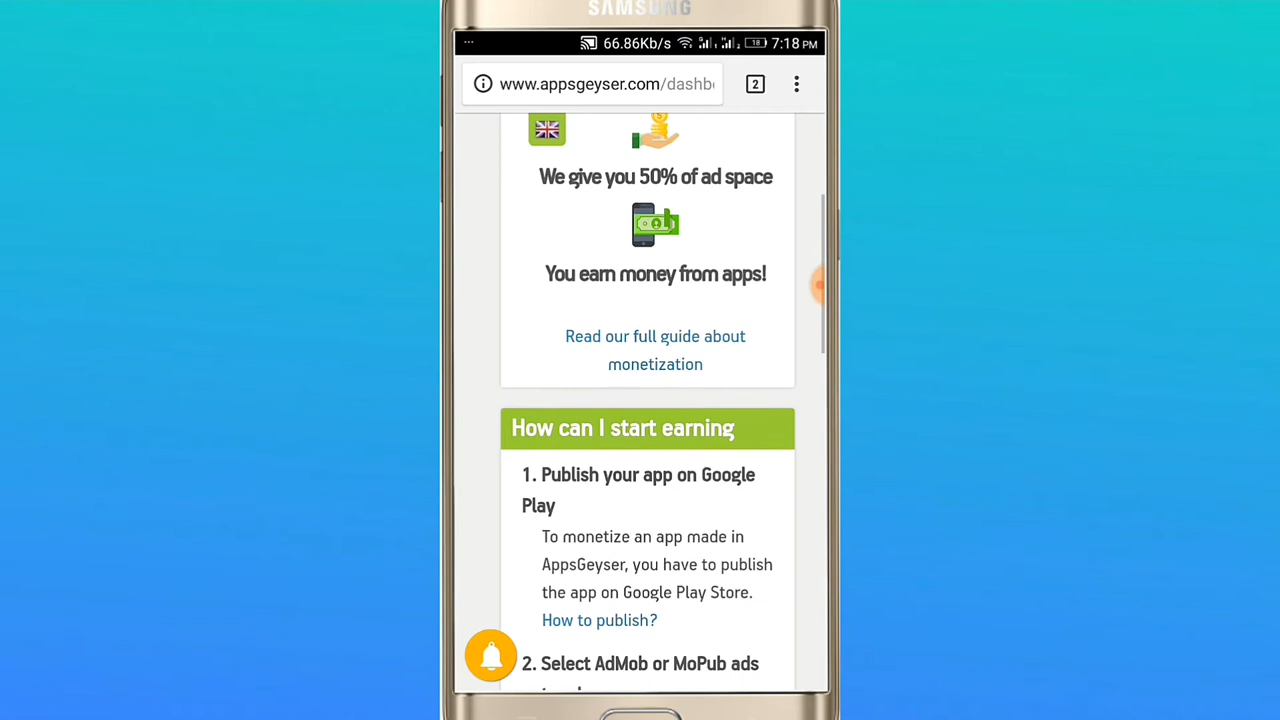 SAMSUNG
66.86Kb/s 18 7:18 PM
www.appsgeyser.com/dashb
2
We give you 50% of ad space
You earn money from apps!
Read our full guide about
monetization
How can I start earning
1. Publish your app on Google
Play
To monetize an app made in
AppsGeyser, you have to publish
the app on Google Play Store.
How to publish?
2. Select AdMob or MoPub ads